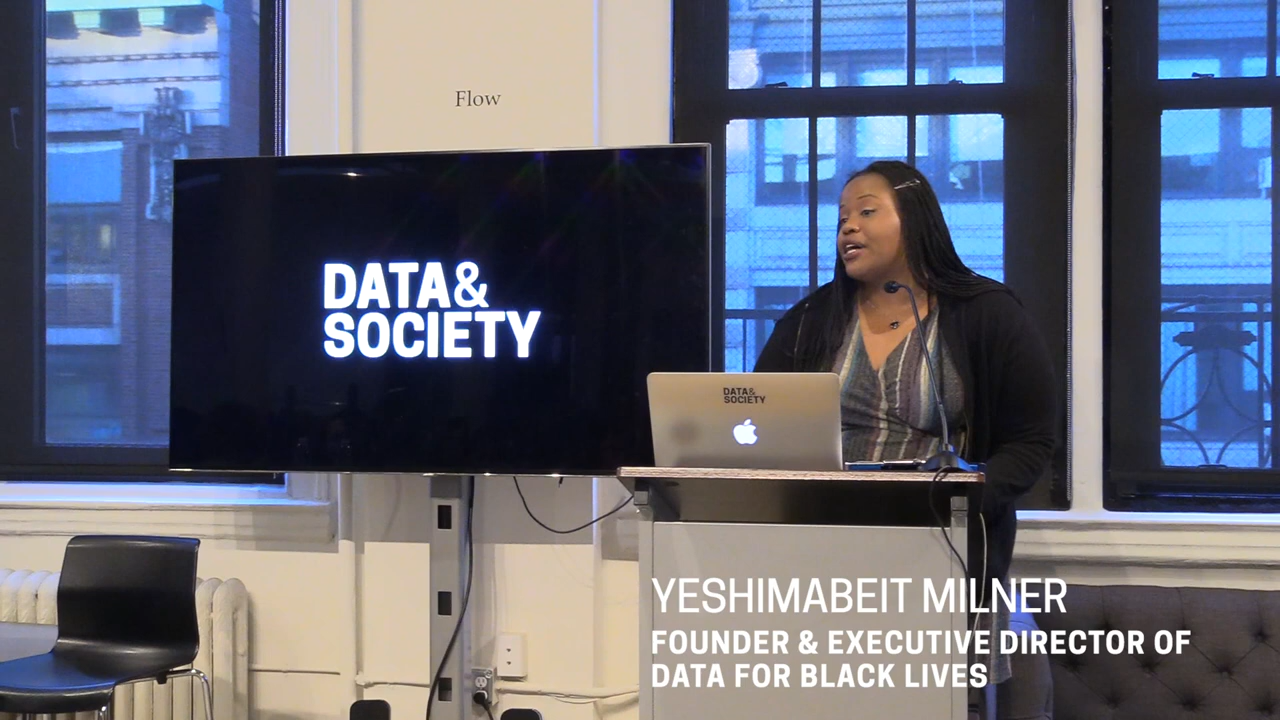 Flow
DATA&
SOCIETY
DATA&
SOCIETY
YESHIMABEIT MILNER
FOUNDER & EXECUTIVE DIRECTOR OF
DATA FOR BLACK LIVES